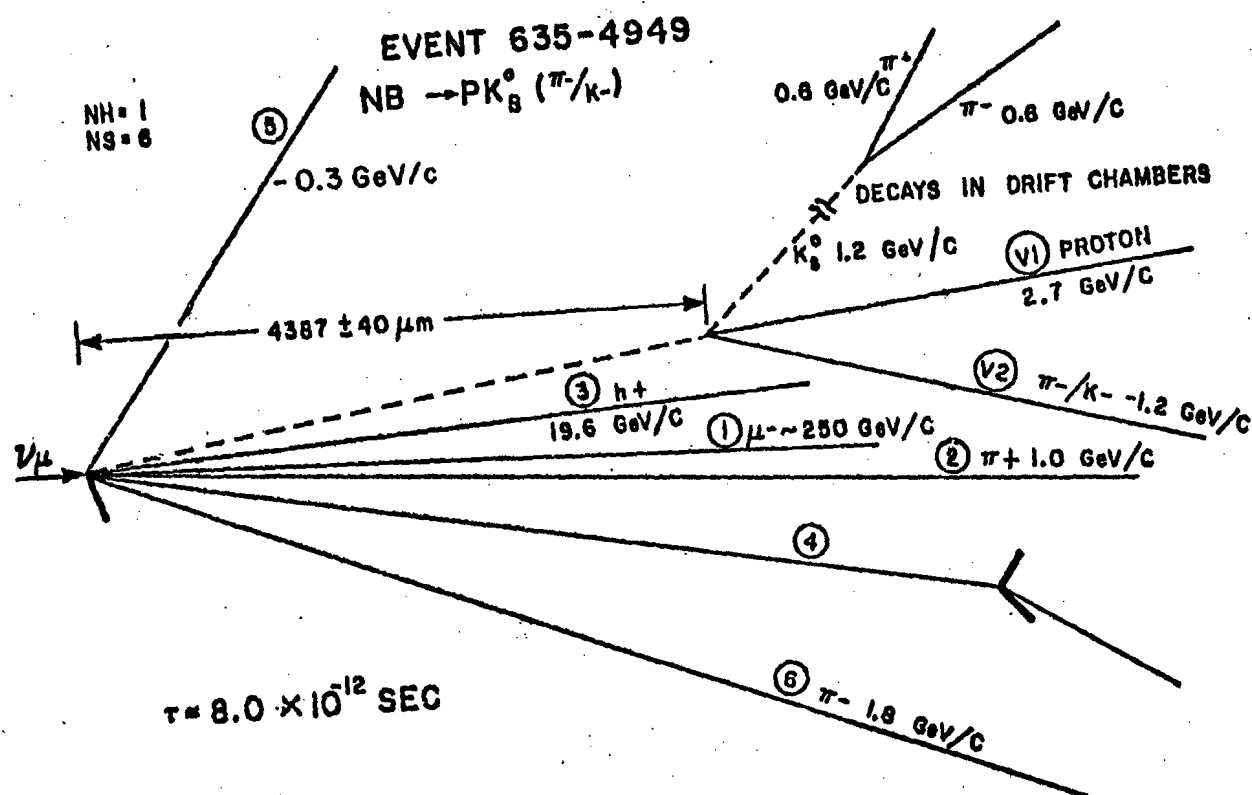 EVENT 635-4949
NB → PK⁰s (π-/K-)
NH = 1
NS = 6
5
-0.3 GeV/c
0.6 GeV/C π+
π- 0.6 GeV/C
DECAYS IN DRIFT CHAMBERS
K⁰s 1.2 GeV/C
V1 PROTON
2.7 GeV/C
4387 ± 40 μm
V2 π-/K- -1.2 GeV/C
3 h+
19.6 GeV/C
1 μ- ~250 GeV/C
2 π+ 1.0 GeV/C
νμ
4
6 π- 1.8 GeV/C
τ = 8.0 × 10⁻¹² SEC